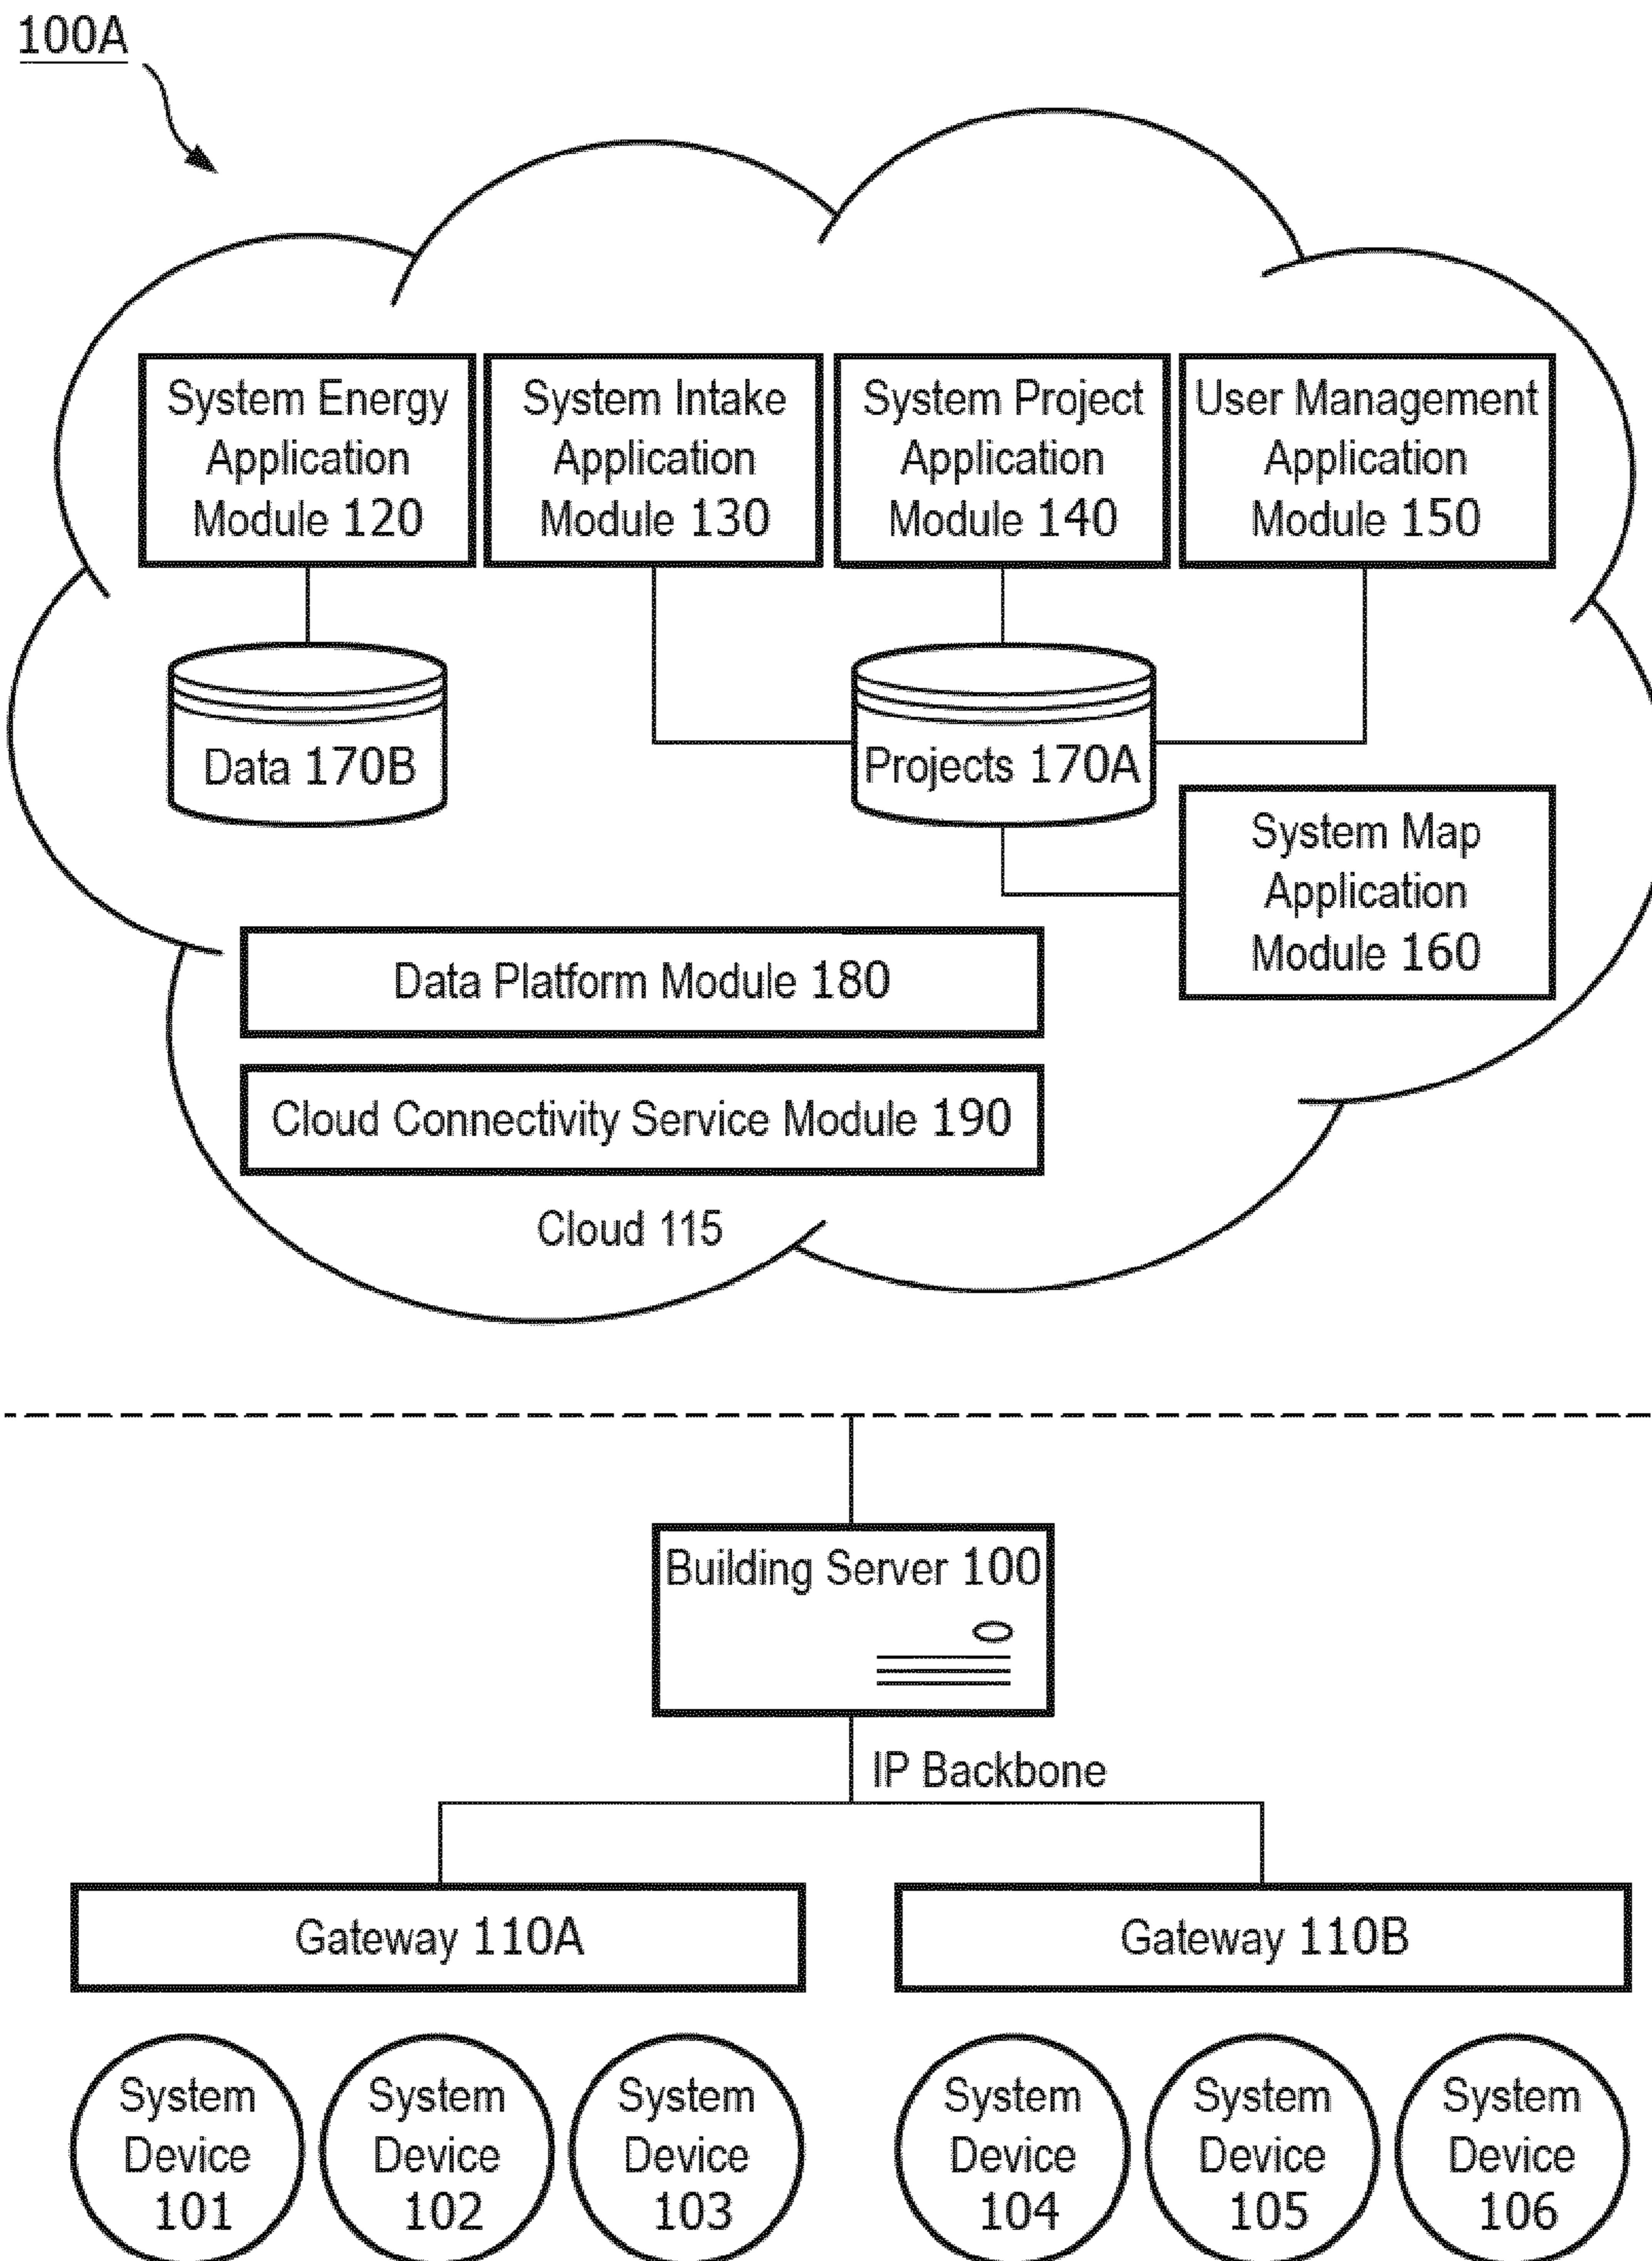 100A
System Energy
Application
Module 120
System Intake
Application
Module 130
System Project
Application
Module 140
User Management
Application
Module 150
Data 170B
Projects 170A
System Map
Application
Module 160
Data Platform Module 180
Cloud Connectivity Service Module 190
Cloud 115
Building Server 100
IP Backbone
Gateway 110A
Gateway 110B
System
Device
101
System
Device
102
System
Device
103
System
Device
104
System
Device
105
System
Device
106